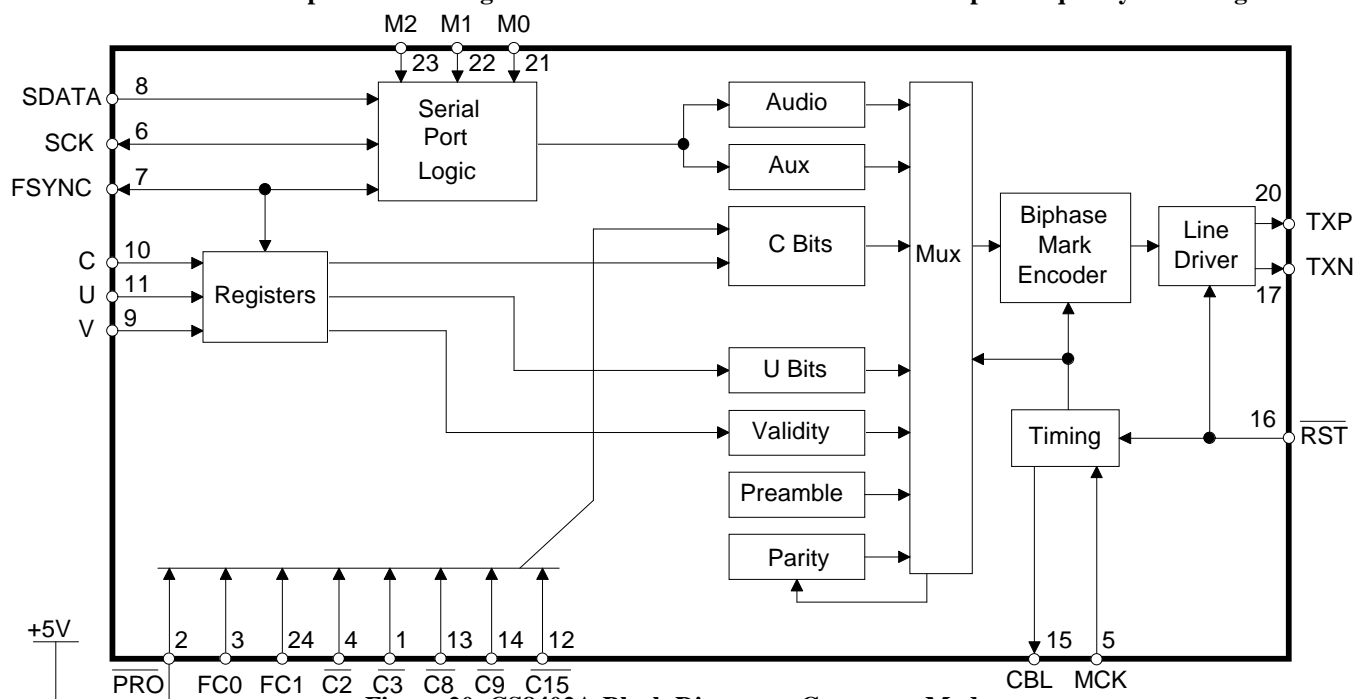 M2 M1 M0
23 22 21
SDATA 8
SCK 6
FSYNC 7
Serial
Port
Logic
Audio
Aux
C 10
U 11
V 9
Registers
C Bits
Mux
Biphase
Mark
Encoder
Line
Driver
20 TXP
TXN
17
U Bits
Validity
Timing
16 RST
Preamble
Parity
+5V
2 3 24 4 1 13 14 12 15 5
PRO FC0 FC1 C2 C3 C8 C9 C15 CBL MCK